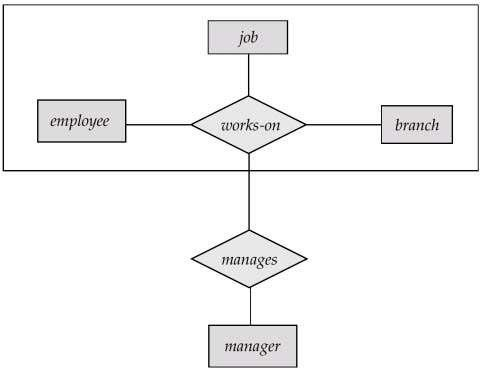 job
employee
works-on
branch
manages
manager